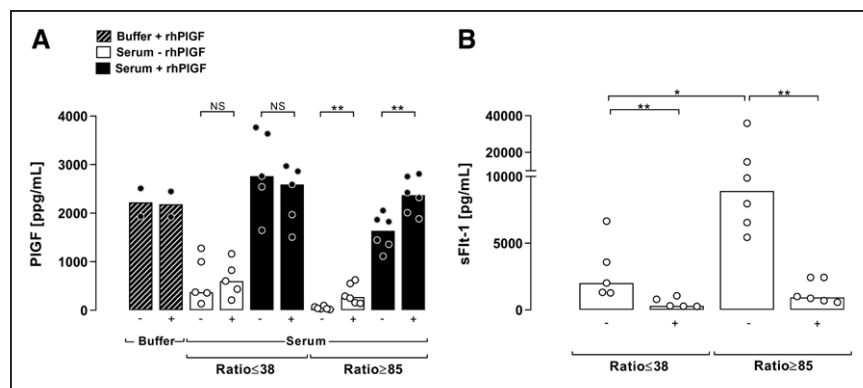 A
Buffer + rhPlGF
Serum - rhPlGF
Serum + rhPlGF
NS
NS
**
**
PlGF [ppg/mL]
4000
3000
2000
1000
0
- + - + - + - + - +
Buffer
Serum
Ratio≤38
Ratio≥85
B
*
**
**
sFlt-1 [pg/mL]
40000
20000
10000
5000
0
- + - +
Ratio≤38
Ratio≥85